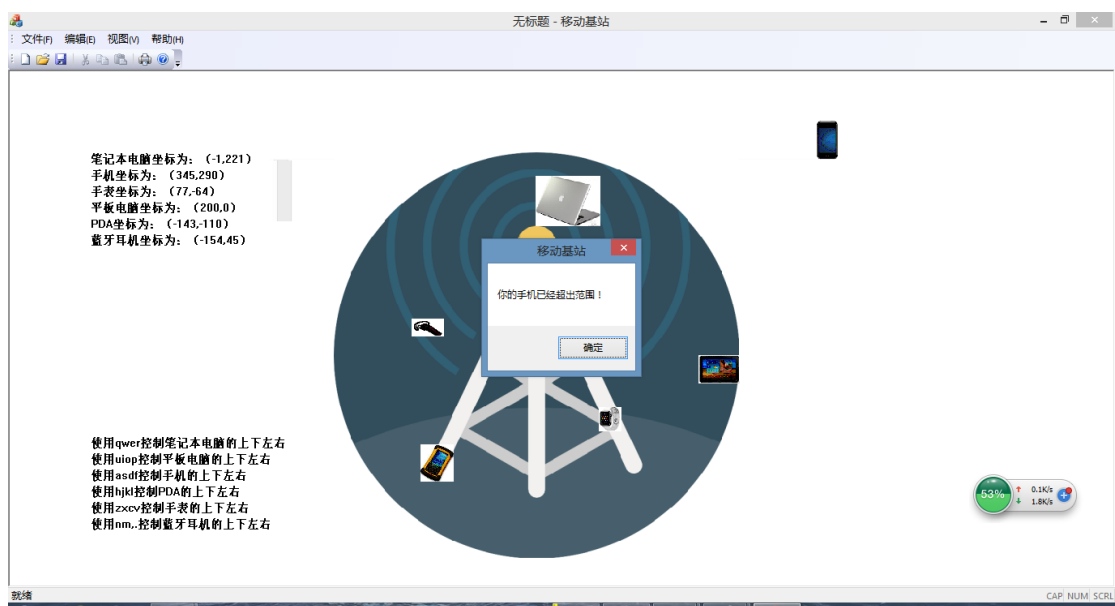 无标题 - 移动基站
文件(F) 编辑(E) 视图(V) 帮助(H)
笔记本电脑坐标为：（-1,221）
手机坐标为：（345,290）
手表坐标为：（77,-64）
平板电脑坐标为：（200,0）
PDA坐标为：（-143,-110）
蓝牙耳机坐标为：（-154,45）
移动基站
你的手机已经超出范围！
确定
使用qwer控制笔记本电脑的上下左右
使用uiop控制平板电脑的上下左右
使用asdf控制手机的上下左右
使用hjkl控制PDA的上下左右
使用zxcv控制手表的上下左右
使用nm,.控制蓝牙耳机的上下左右
53%
0.1K/s
1.8K/s
就绪
CAP NUM SCRL